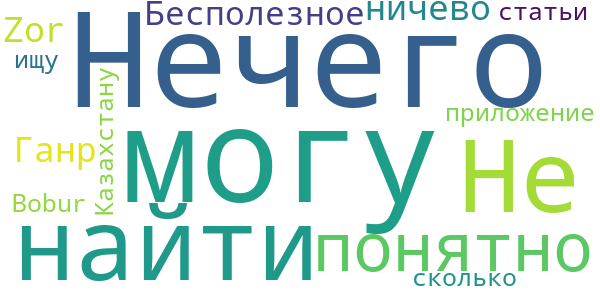 Бесполезное ничево статьи
Zor Нечего
ищу
Казахстану
могу приложение
Ганр Не
Bobur
найти понятно
сколько